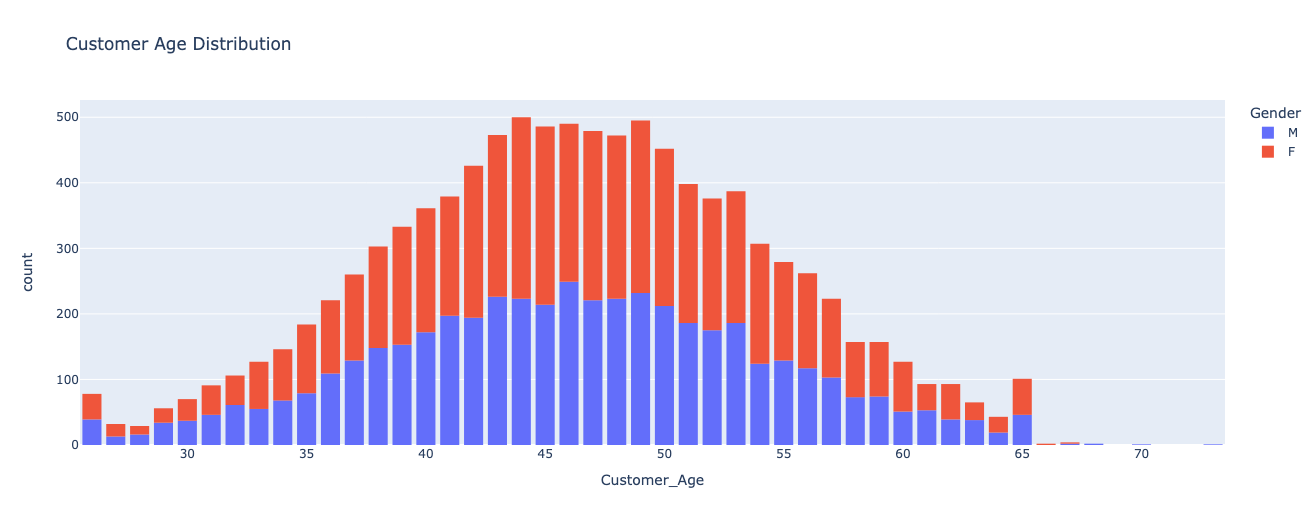 Customer Age Distribution
Gender
M
F
500
400
300
200
100
0
count
30 35 40 45 50 55 60 65 70
Customer_Age